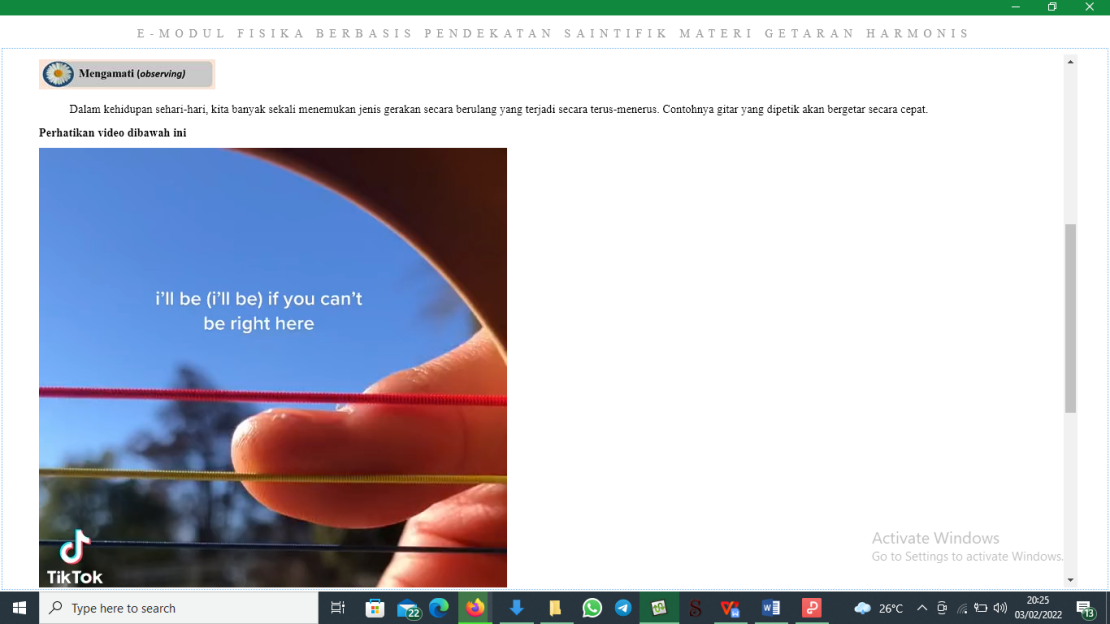 E-MODUL FISIKA BERBASIS PENDEKATAN SAINTIFIK MATERI GETARAN HARMONIS
Mengamati (observing)
Dalam kehidupan sehari-hari, kita banyak sekali menemukan jenis gerakan secara berulang yang terjadi secara terus-menerus. Contohnya gitar yang dipetik akan bergetar secara cepat.
Perhatikan video dibawah ini
i'll be (i'll be) if you can't
be right here
TikTok
Activate Windows
Go to Settings to activate Windows.
Type here to search
22
26°C
20:25
03/02/2022
13